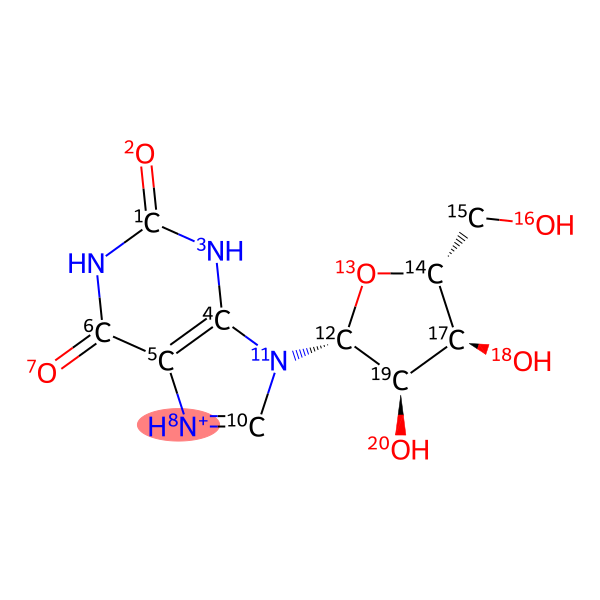 ²O
¹C
³NH
HN
⁴C
⁶C
⁵C
⁷O
H⁸N⁺
¹⁰C
¹¹N
¹²C
¹³O
¹⁴C
¹⁵C
¹⁶OH
¹⁷C
¹⁸OH
¹⁹C
²⁰OH